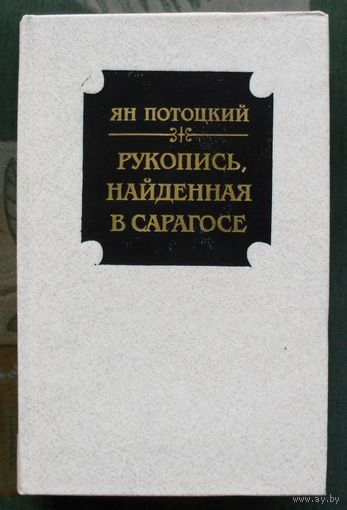 ЯН ПОТОЦКИЙ
РУКОПИСЬ,
НАЙДЕННАЯ
В САРАГОСЕ
www.ay.by